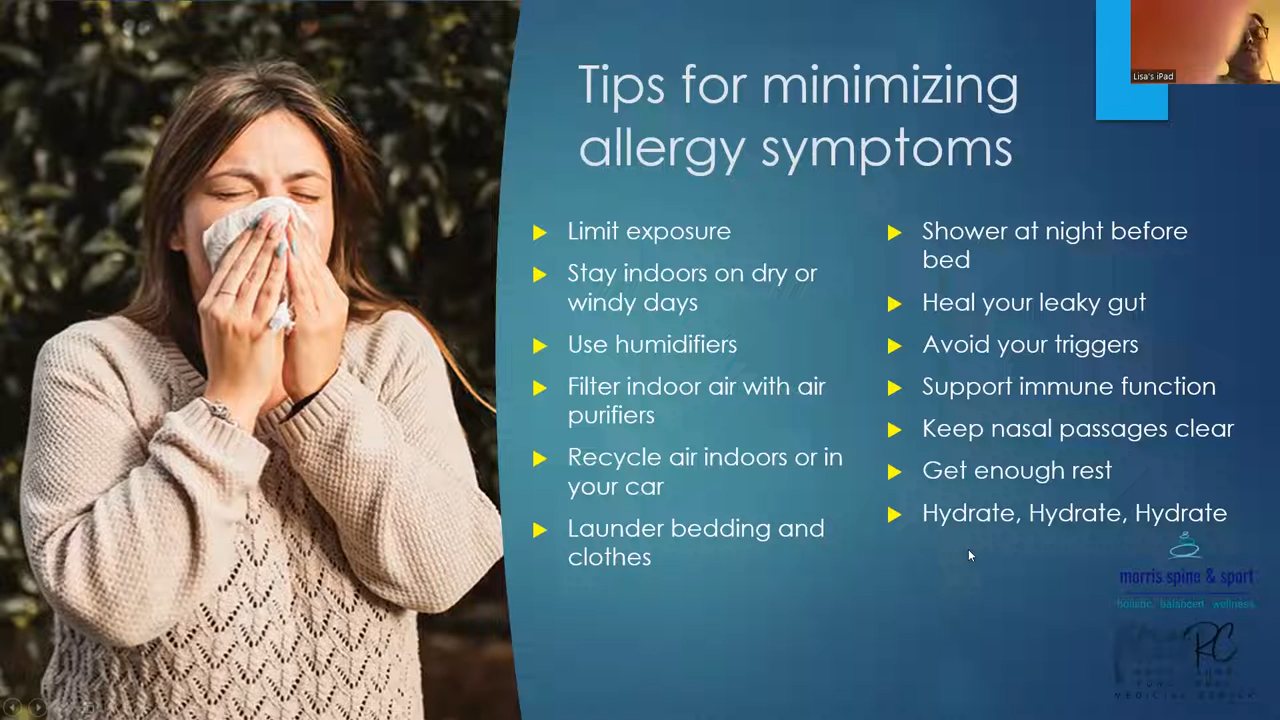 Tips for minimizing
allergy symptoms
Limit exposure
Stay indoors on dry or
windy days
Use humidifiers
Filter indoor air with air
purifiers
Recycle air indoors or in
your car
Launder bedding and
clothes
Shower at night before
bed
Heal your leaky gut
Avoid your triggers
Support immune function
Keep nasal passages clear
Get enough rest
Hydrate, Hydrate, Hydrate
Lisa's iPad
morris spine & sport
holistic. balanced. wellness.
RC